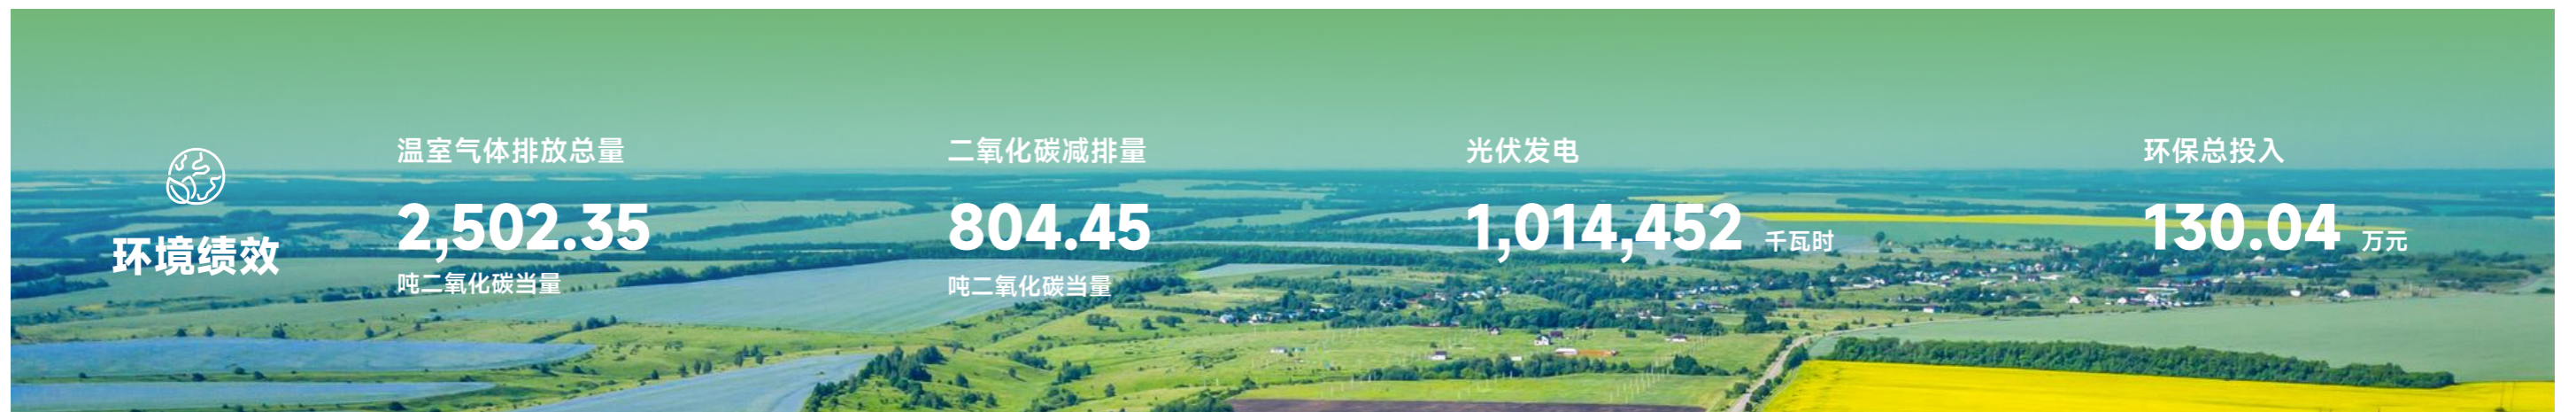 环境绩效
温室气体排放总量
2,502.35
吨二氧化碳当量
二氧化碳减排量
804.45
吨二氧化碳当量
光伏发电
1,014,452 千瓦时
环保总投入
130.04 万元